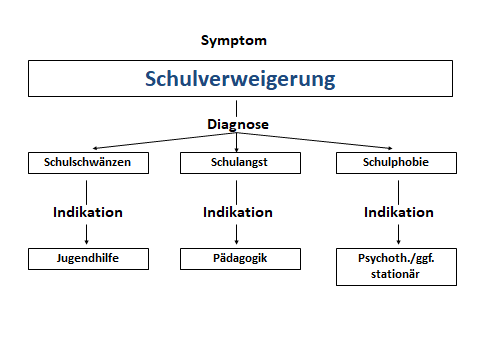 Symptom
Schulverweigerung
Diagnose
Schulschwänzen
Schulangst
Schulphobie
Indikation
Indikation
Indikation
Jugendhilfe
Pädagogik
Psychoth./ggf.
stationär